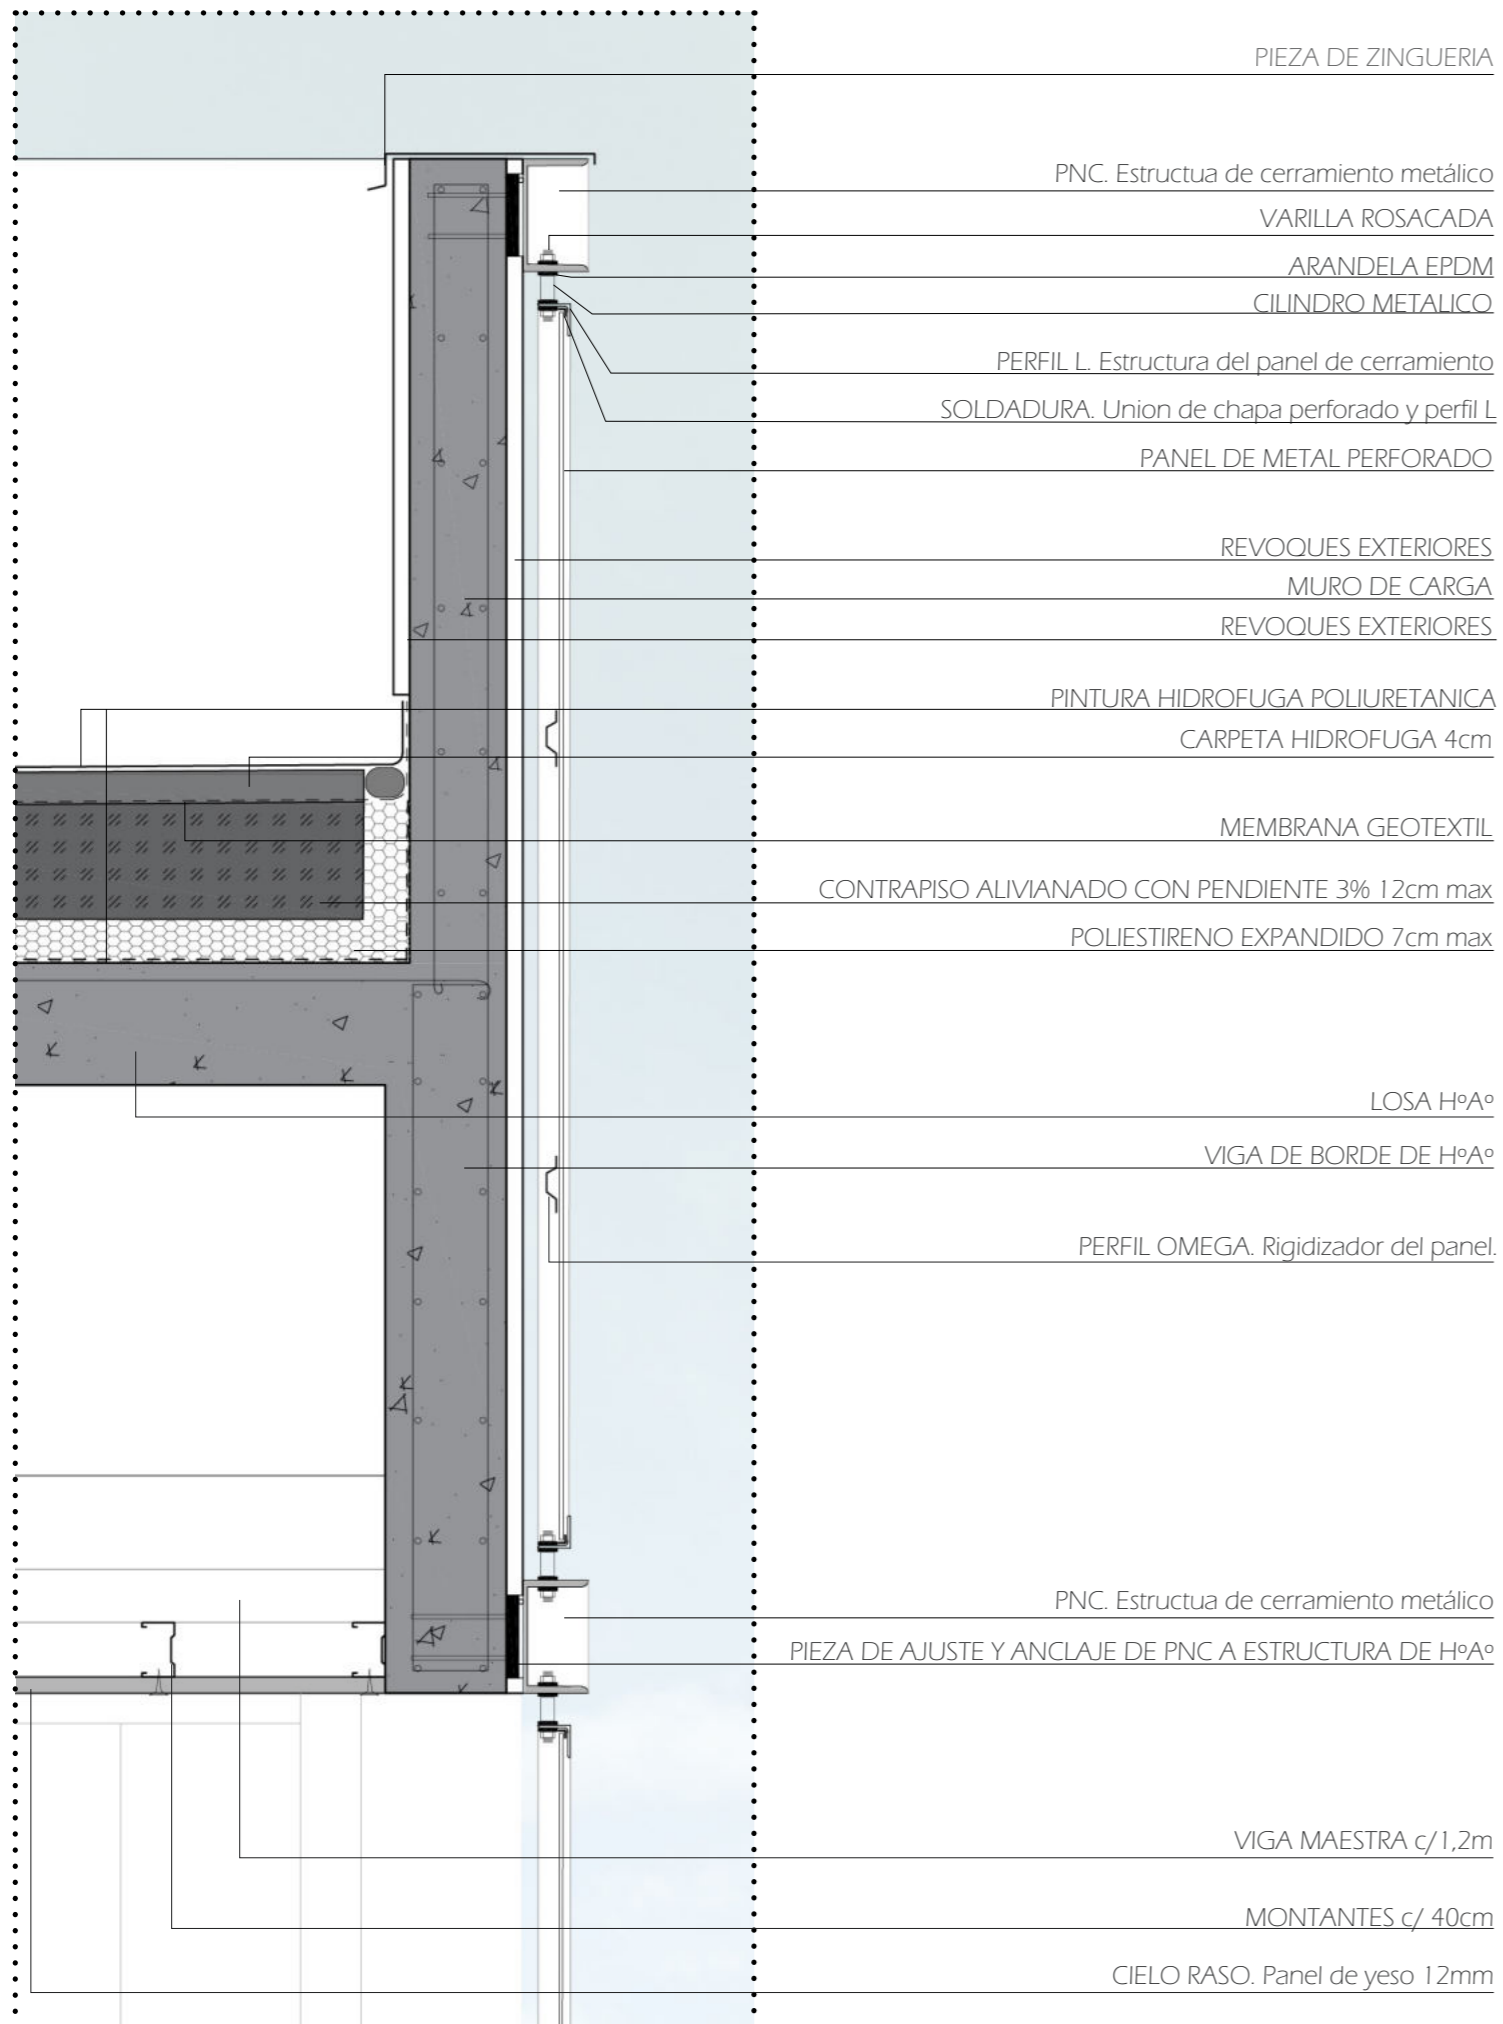 PIEZA DE ZINGUERIA
PNC. Estructua de cerramiento metálico
VARILLA ROSACADA
ARANDELA EPDM
CILINDRO METALICO
PERFIL L. Estructura del panel de cerramiento
SOLDADURA. Union de chapa perforado y perfil L
PANEL DE METAL PERFORADO
REVOQUES EXTERIORES
MURO DE CARGA
REVOQUES EXTERIORES
PINTURA HIDROFUGA POLIURETANICA
CARPETA HIDROFUGA 4cm
MEMBRANA GEOTEXTIL
CONTRAPISO ALIVIANADO CON PENDIENTE 3% 12cm max
POLIESTIRENO EXPANDIDO 7cm max
LOSA HºAº
VIGA DE BORDE DE HºAº
PERFIL OMEGA. Rigidizador del panel.
PNC. Estructua de cerramiento metálico
PIEZA DE AJUSTE Y ANCLAJE DE PNC A ESTRUCTURA DE HºAº
VIGA MAESTRA c/1,2m
MONTANTES c/ 40cm
CIELO RASO. Panel de yeso 12mm